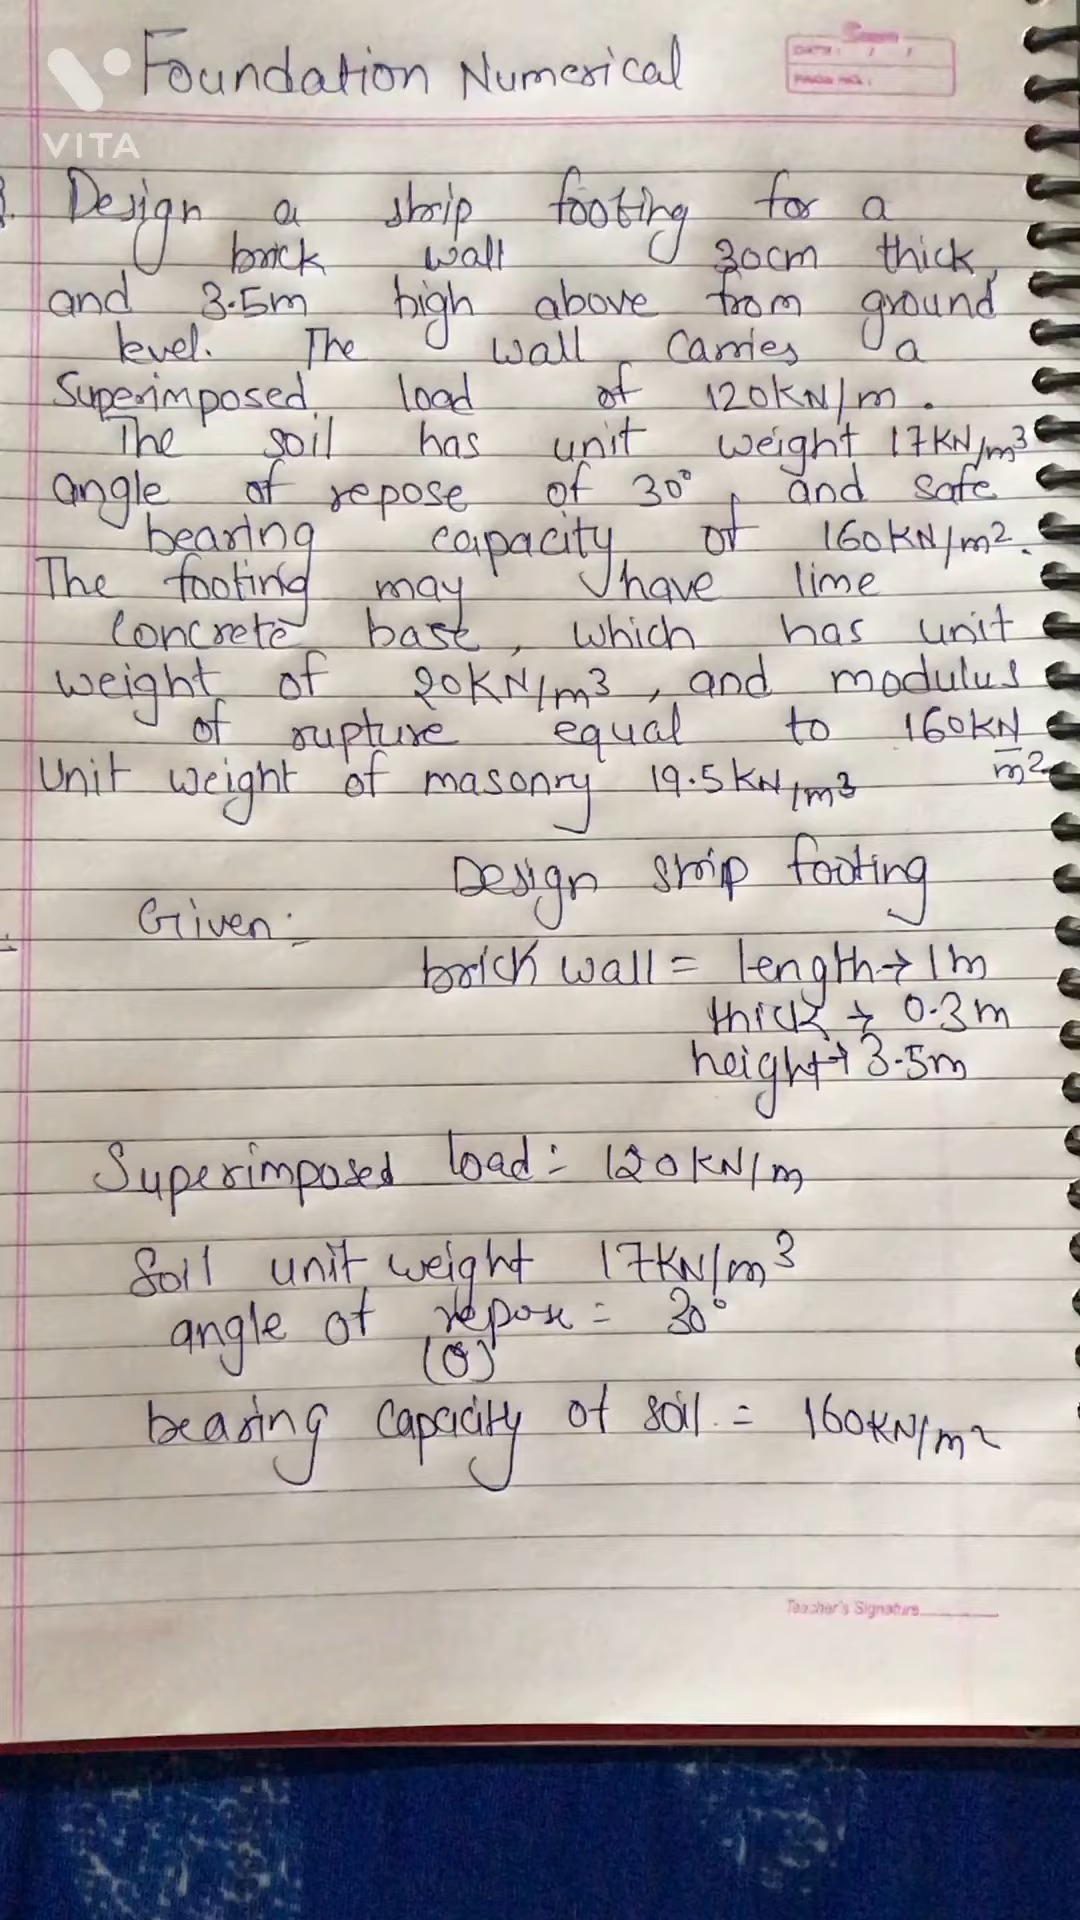 Foundation Numerical
VITA
Design a strip footing for a
brick wall 30cm thick,
and 3.5m high above from ground
level. The wall carries a
Superimposed load of 120KN/m.
The soil has unit weight 17KN/m3
angle of repose of 30°, and safe
bearing capacity of 160KN/m2.
The footing may have lime
Concrete base, which has unit
weight of 20KN/m3, and modulus
of rupture equal to 160KN/m2
Unit weight of masonry 19.5KN/m3
Design strip footing
Given:
brick wall = length → 1m
thick → 0.3m
height → 3.5m
Superimposed load = 120KN/m
Soil unit weight 17KN/m3
angle of repose = 30°
(θ)
bearing capacity of soil = 160KN/m2
Teacher's Signature